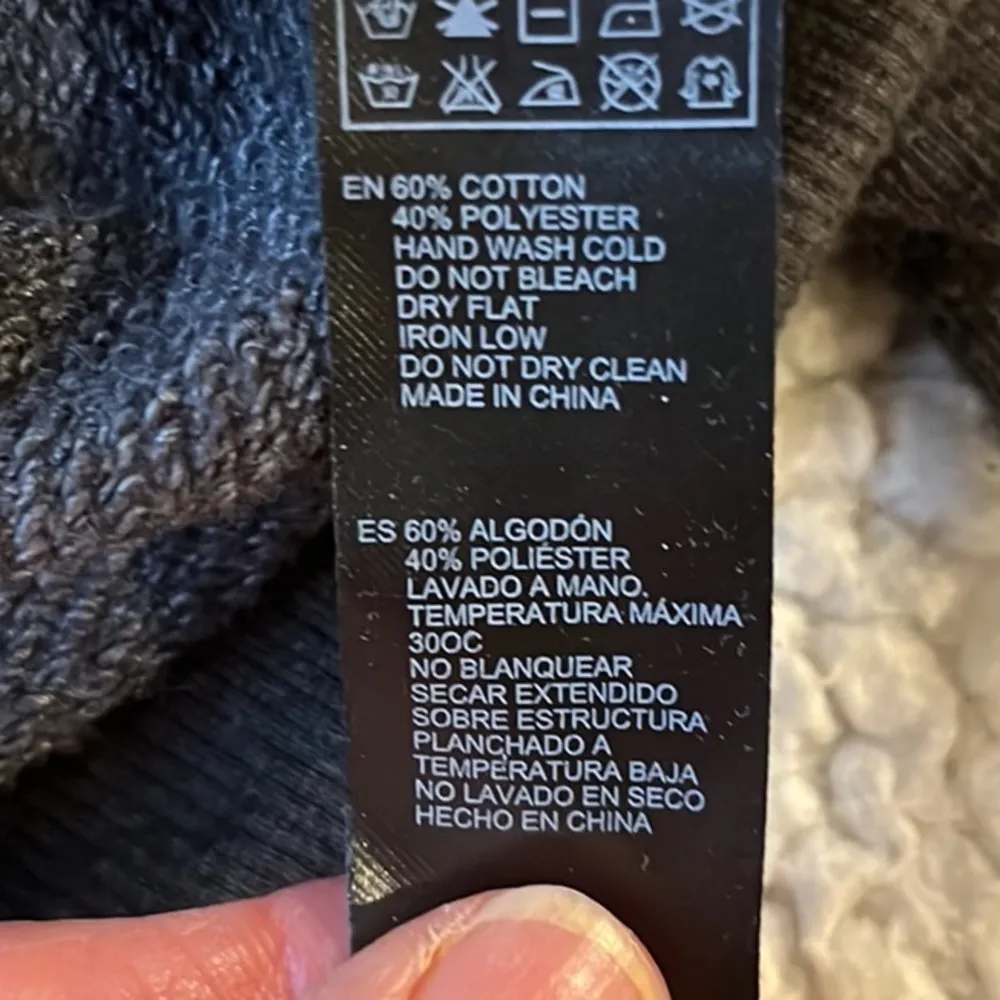 EN 60% COTTON
40% POLYESTER
HAND WASH COLD
DO NOT BLEACH
DRY FLAT
IRON LOW
DO NOT DRY CLEAN
MADE IN CHINA
ES 60% ALGODÓN
40% POLIÉSTER
LAVADO A MANO.
TEMPERATURA MÁXIMA
30OC
NO BLANQUEAR
SECAR EXTENDIDO
SOBRE ESTRUCTURA
PLANCHADO A
TEMPERATURA BAJA
NO LAVADO EN SECO
HECHO EN CHINA